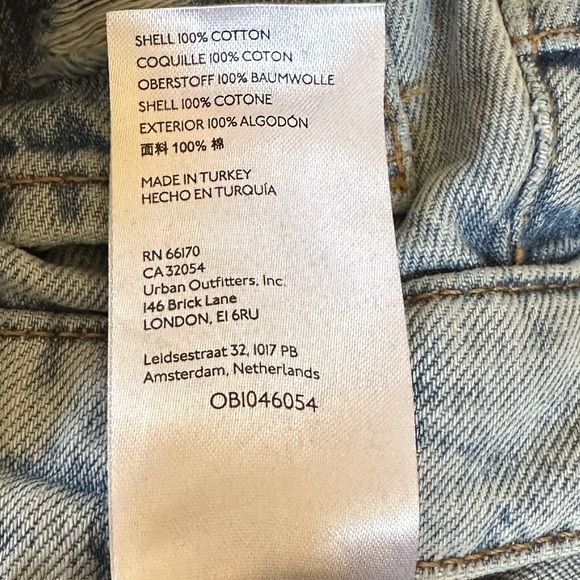 SHELL 100% COTTON
COQUILLE 100% COTON
OBERSTOFF 100% BAUMWOLLE
SHELL 100% COTONE
EXTERIOR 100% ALGODÓN
面料 100% 棉
MADE IN TURKEY
HECHO EN TURQUÍA
RN 66170
CA 32054
Urban Outfitters, Inc.
146 Brick Lane
LONDON, E1 6RU
Leidsestraat 32, 1017 PB
Amsterdam, Netherlands
OB1046054